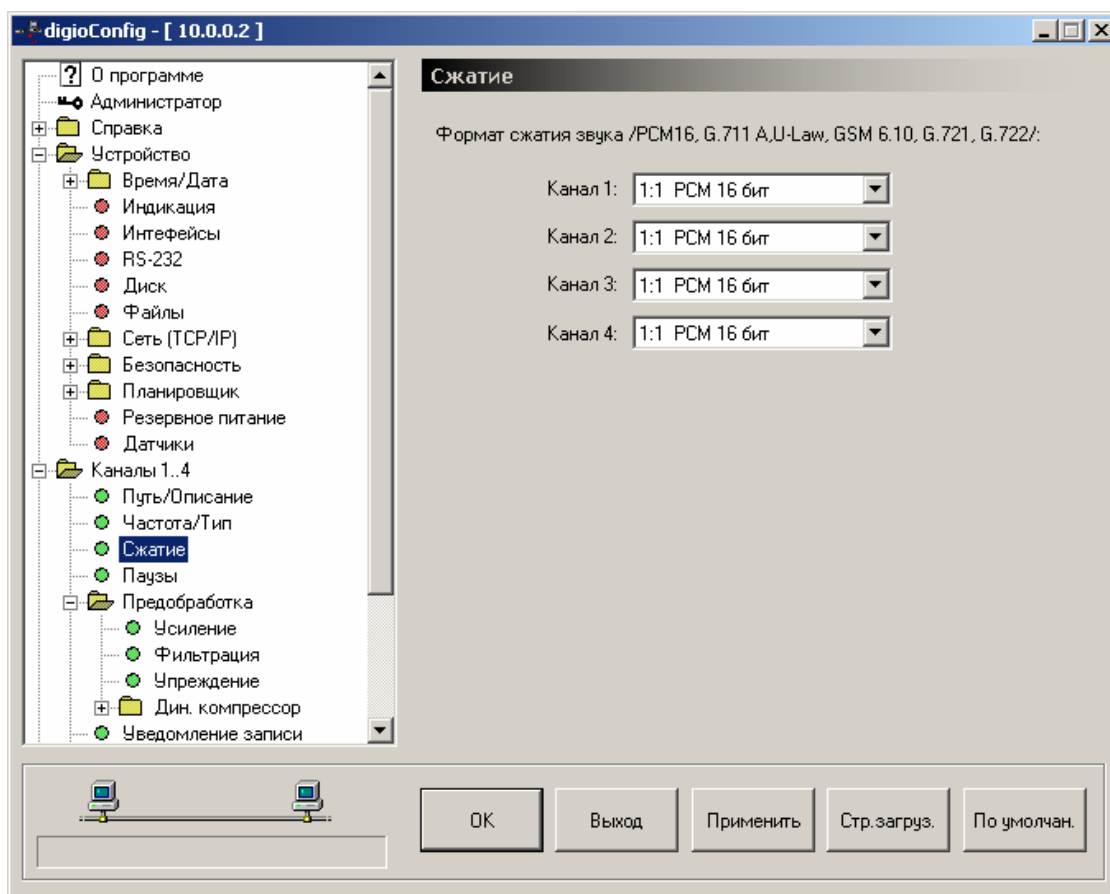 digioConfig - [ 10.0.0.2 ]
О программе
Администратор
Справка
Устройство
Время/Дата
Индикация
Интефейсы
RS-232
Диск
Файлы
Сеть (TCP/IP)
Безопасность
Планировщик
Резервное питание
Датчики
Каналы 1..4
Путь/Описание
Частота/Тип
Сжатие
Паузы
Предобработка
Усиление
Фильтрация
Упреждение
Дин. компрессор
Уведомление записи
Сжатие
Формат сжатия звука /PCM16, G.711 A,U-Law, GSM 6.10, G.721, G.722/:
Канал 1: 1:1 PCM 16 бит
Канал 2: 1:1 PCM 16 бит
Канал 3: 1:1 PCM 16 бит
Канал 4: 1:1 PCM 16 бит
ОК Выход Применить Стр.загруз. По умолчан.